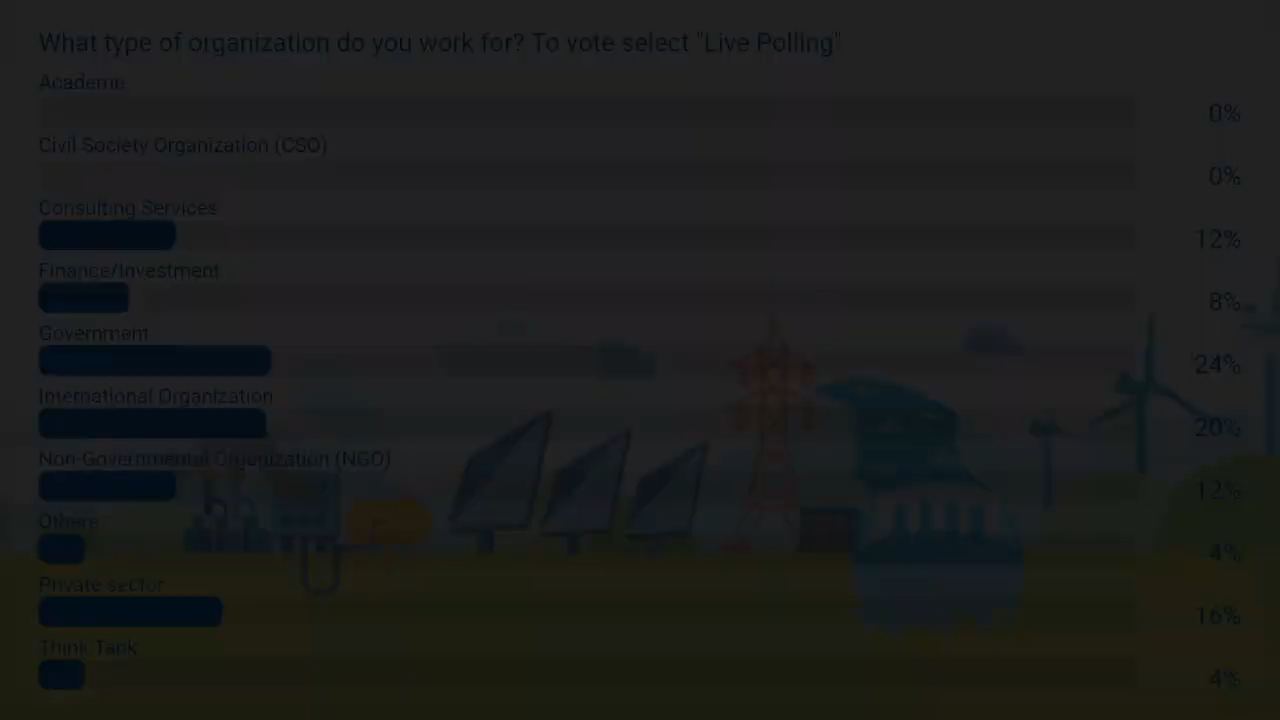 What type of organization do you work for? To vote select "Live Polling"
Academe
0%
Civil Society Organization (CSO)
0%
Consulting Services
12%
Finance/Investment
8%
Government
24%
International Organization
20%
Non-Governmental Organization (NGO)
12%
Others
4%
Private sector
16%
Think Tank
4%